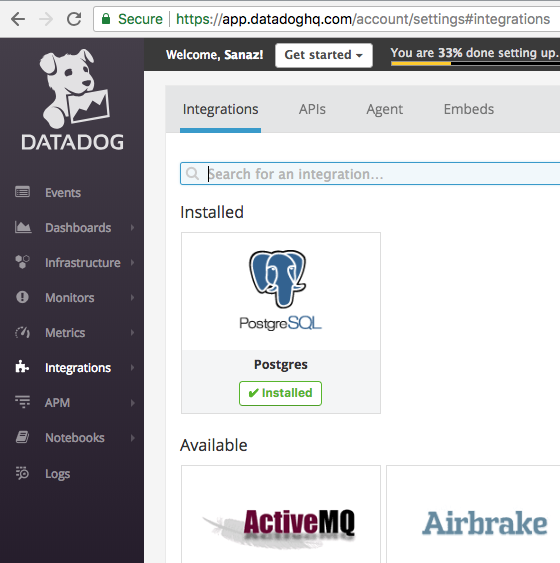 Secure
https://app.datadoghq.com/account/settings#integrations
Welcome, Sanaz!
Get started
You are 33% done setting up.
DATADOG
Events
Dashboards
Infrastructure
Monitors
Metrics
Integrations
APM
Notebooks
Logs
Integrations APIs Agent Embeds
Search for an integration...
Installed
PostgreSQL
Postgres
✔ Installed
Available
ActiveMQ
Airbrake